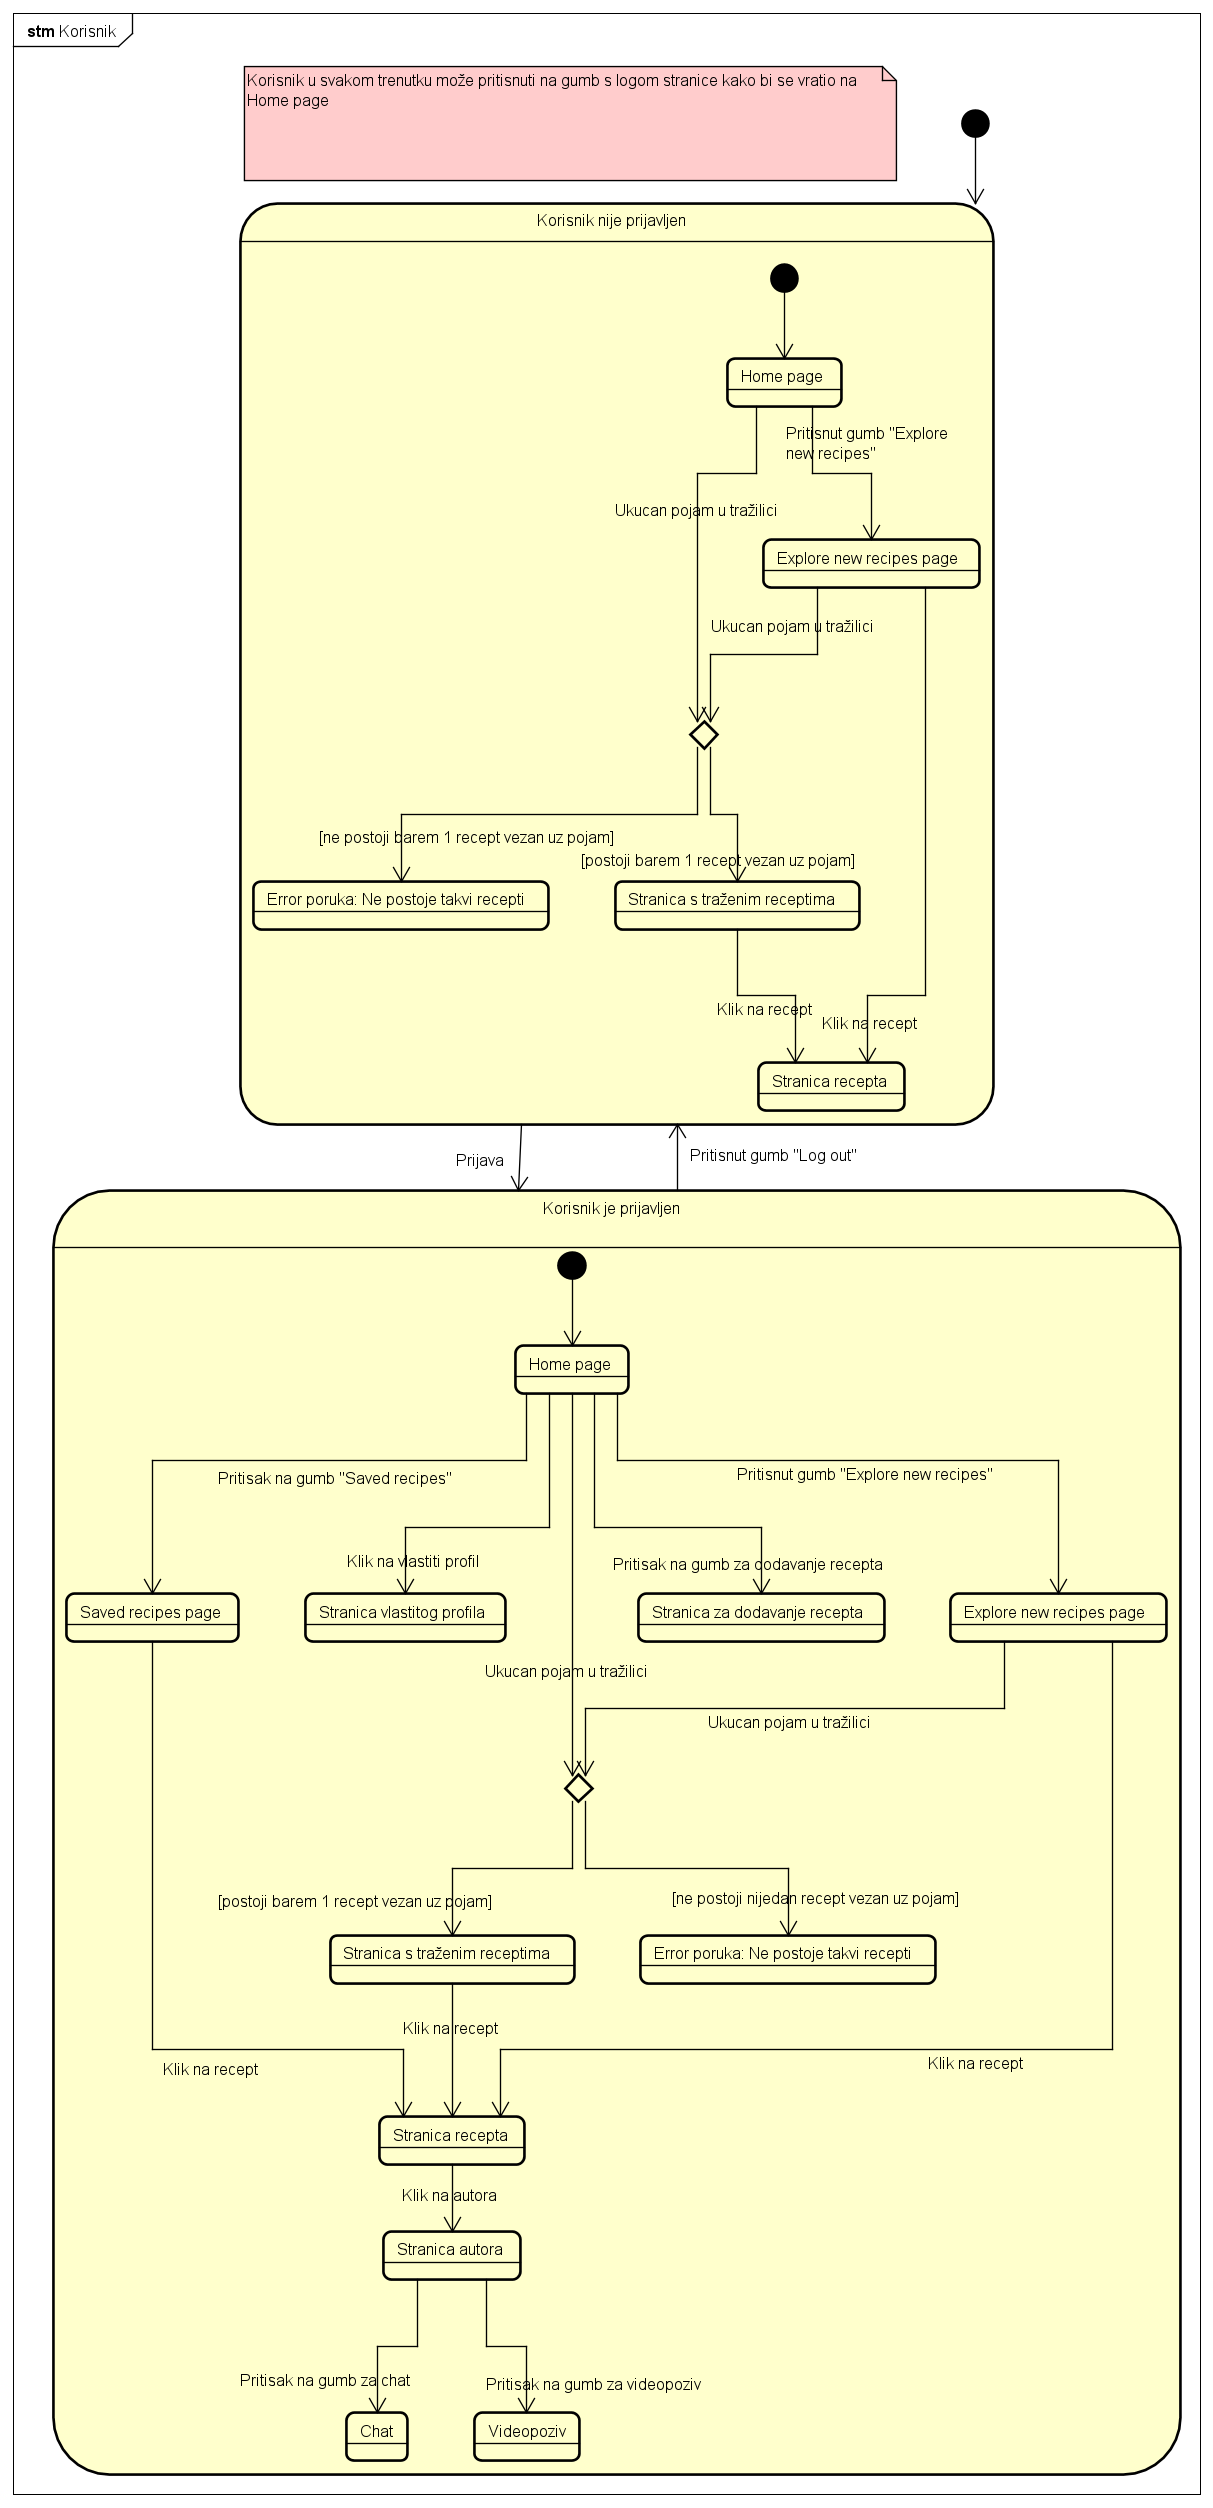 stm Korisnik
Korisnik u svakom trenutku može pritisnuti na gumb s logom stranice kako bi se vratio na
Home page
Korisnik nije prijavljen
Home page
Pritisnut gumb "Explore
new recipes"
Ukucan pojam u tražilici
Explore new recipes page
Ukucan pojam u tražilici
[ne postoji barem 1 recept vezan uz pojam]
[postoji barem 1 recept vezan uz pojam]
Error poruka: Ne postoje takvi recepti
Stranica s traženim receptima
Klik na recept
Klik na recept
Stranica recepta
Prijava
Pritisnut gumb "Log out"
Korisnik je prijavljen
Home page
Pritisak na gumb "Saved recipes"
Pritisnut gumb "Explore new recipes"
Klik na vlastiti profil
Pritisak na gumb za dodavanje recepta
Saved recipes page
Stranica vlastitog profila
Stranica za dodavanje recepta
Explore new recipes page
Ukucan pojam u tražilici
Ukucan pojam u tražilici
[postoji barem 1 recept vezan uz pojam]
[ne postoji nijedan recept vezan uz pojam]
Stranica s traženim receptima
Error poruka: Ne postoje takvi recepti
Klik na recept
Klik na recept
Klik na recept
Stranica recepta
Klik na autora
Stranica autora
Pritisak na gumb za chat
Pritisak na gumb za videopoziv
Chat
Videopoziv